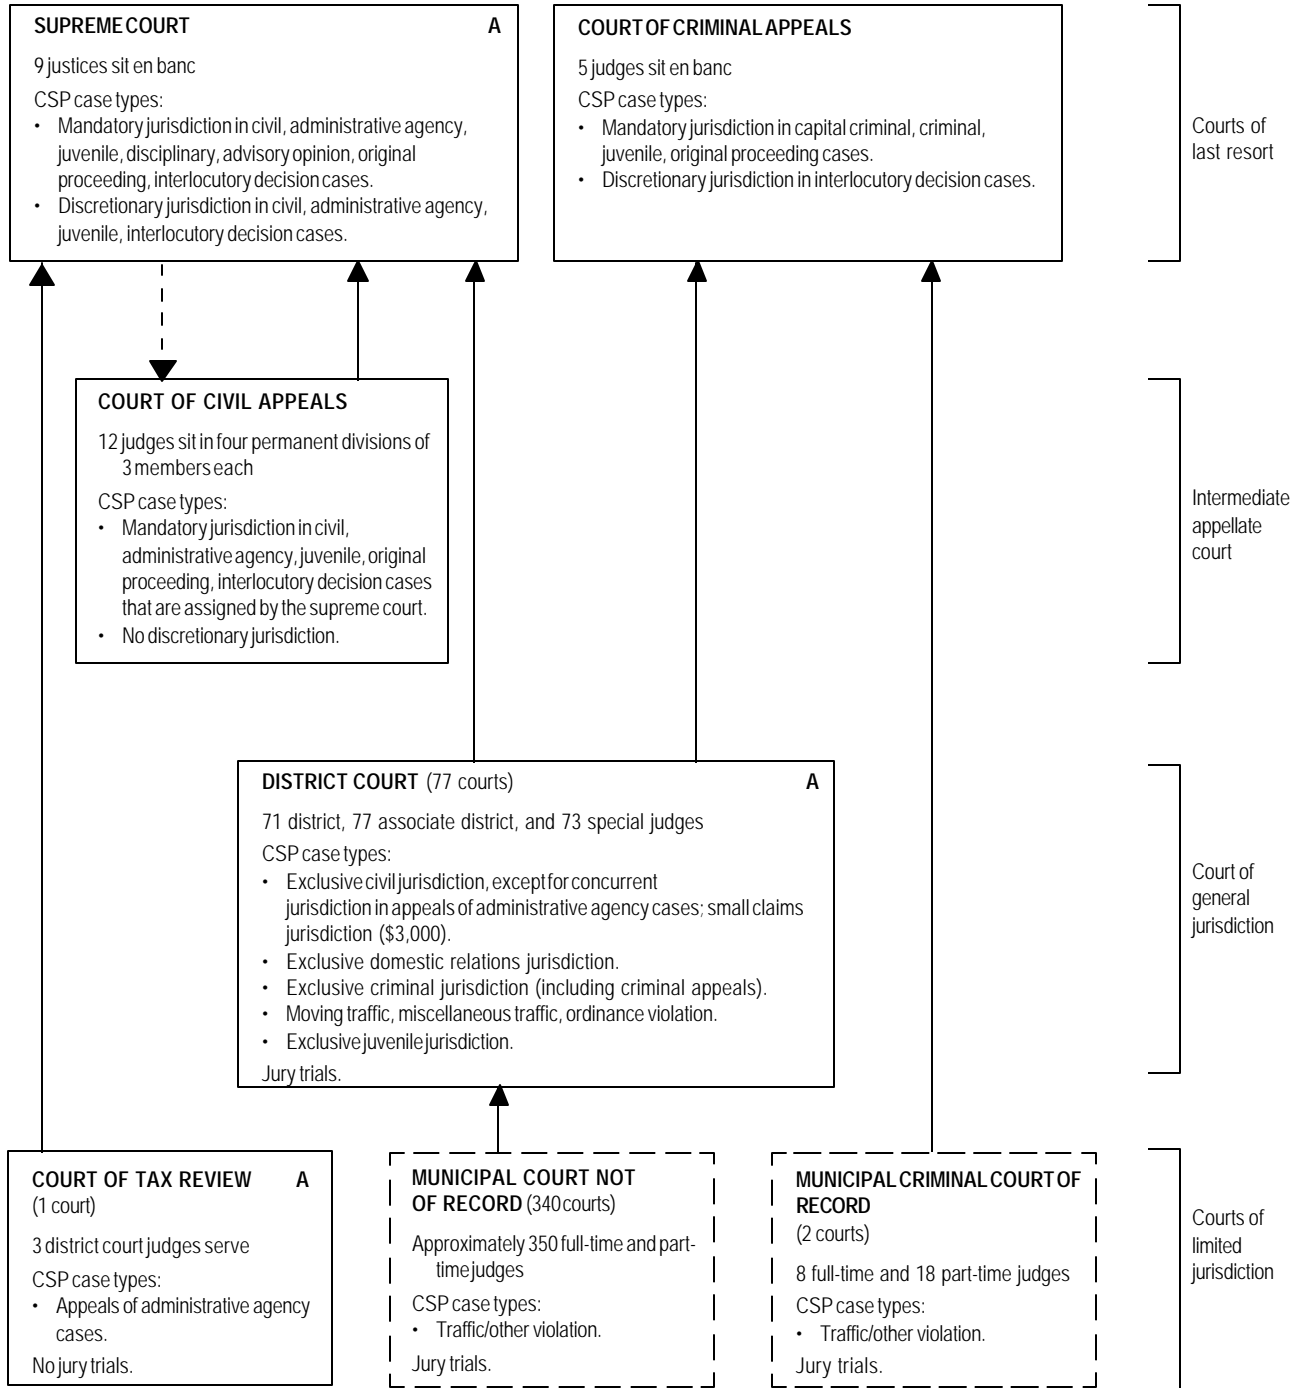 SUPREME COURT A
9 justices sit en banc
CSP case types:
• Mandatory jurisdiction in civil, administrative agency,
juvenile, disciplinary, advisory opinion, original
proceeding, interlocutory decision cases.
• Discretionary jurisdiction in civil, administrative agency,
juvenile, interlocutory decision cases.
COURT OF CRIMINAL APPEALS
5 judges sit en banc
CSP case types:
• Mandatory jurisdiction in capital criminal, criminal,
juvenile, original proceeding cases.
• Discretionary jurisdiction in interlocutory decision cases.
Courts of
last resort
COURT OF CIVIL APPEALS
12 judges sit in four permanent divisions of
3 members each
CSP case types:
• Mandatory jurisdiction in civil,
administrative agency, juvenile, original
proceeding, interlocutory decision cases
that are assigned by the supreme court.
• No discretionary jurisdiction.
Intermediate
appellate
court
DISTRICT COURT (77 courts) A
71 district, 77 associate district, and 73 special judges
CSP case types:
• Exclusive civil jurisdiction, except for concurrent
jurisdiction in appeals of administrative agency cases; small claims
jurisdiction ($3,000).
• Exclusive domestic relations jurisdiction.
• Exclusive criminal jurisdiction (including criminal appeals).
• Moving traffic, miscellaneous traffic, ordinance violation.
• Exclusive juvenile jurisdiction.
Jury trials.
Court of
general
jurisdiction
COURT OF TAX REVIEW A
(1 court)
3 district court judges serve
CSP case types:
• Appeals of administrative agency
cases.
No jury trials.
MUNICIPAL COURT NOT
OF RECORD (340 courts)
Approximately 350 full-time and part-
time judges
CSP case types:
• Traffic/other violation.
Jury trials.
MUNICIPAL CRIMINAL COURT OF
RECORD
(2 courts)
8 full-time and 18 part-time judges
CSP case types:
• Traffic/other violation.
Jury trials.
Courts of
limited
jurisdiction